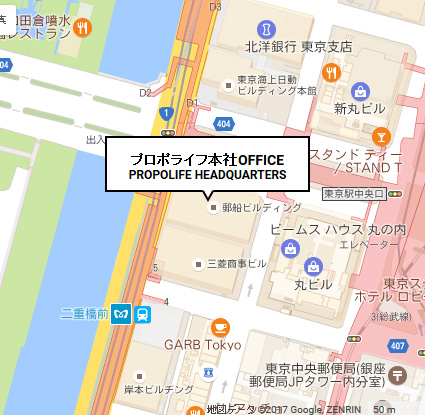 D3
北洋銀行 東京支店
和田倉噴水
レストラン
東京海上日動
ビルディング本館
新丸ビル
D2
D1
1
404
出入
プロポライフ本社OFFICE
PROPOLIFE HEADQUARTERS
スタンド ティー
/ STAND T
東京駅中央口
郵船ビルディング
ビームス ハウス 丸の内
エレベーター
三菱商事ビル
丸ビル
5
4
東京ス
ホテル ロビ
3(総武線)
二重橋前
GARB Tokyo
407
東京中央郵便局(銀座
郵便局JPタワー内分室)
岸本ビルヂング
地図データ ©2017 Google, ZENRIN
50 m